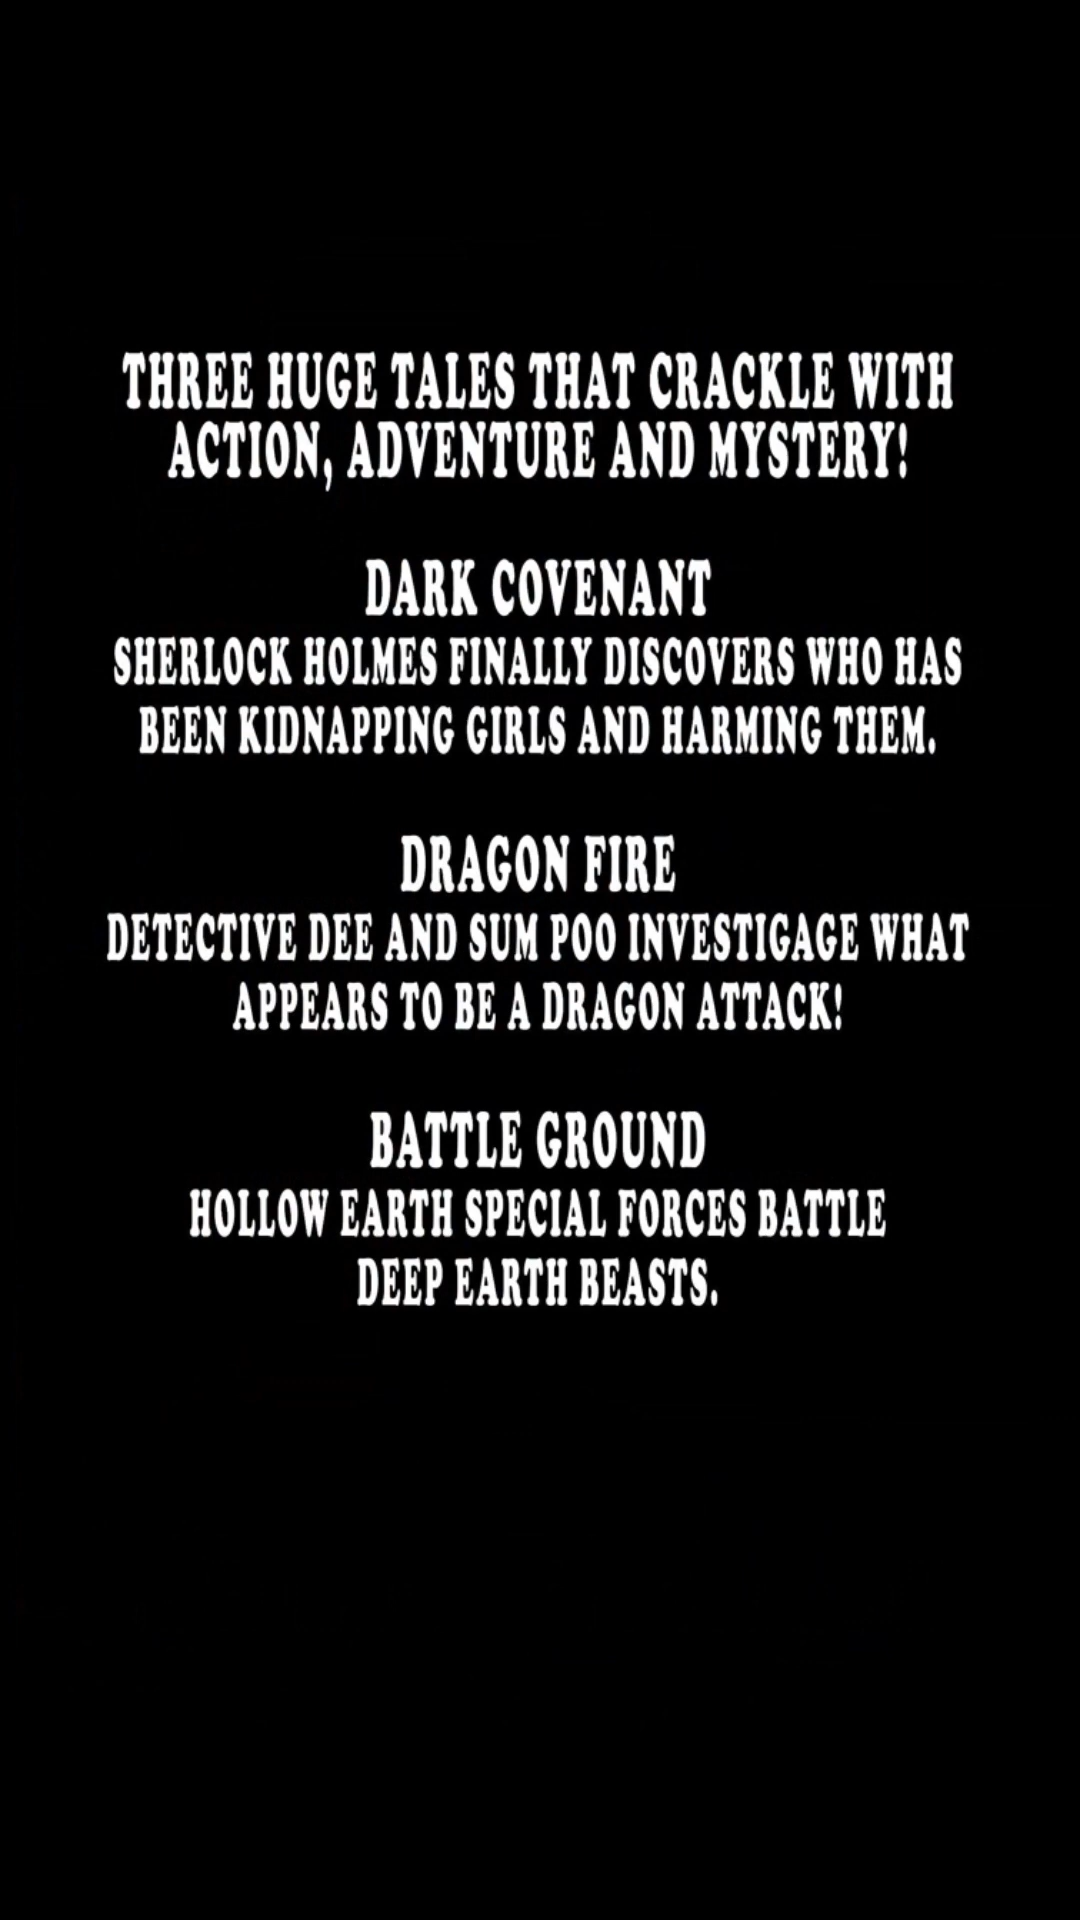 THREE HUGE TALES THAT CRACKLE WITH
ACTION, ADVENTURE AND MYSTERY!
DARK COVENANT
SHERLOCK HOLMES FINALLY DISCOVERS WHO HAS
BEEN KIDNAPPING GIRLS AND HARMING THEM.
DRAGON FIRE
DETECTIVE DEE AND SUM POO INVESTIGAGE WHAT
APPEARS TO BE A DRAGON ATTACK!
BATTLE GROUND
HOLLOW EARTH SPECIAL FORCES BATTLE
DEEP EARTH BEASTS.